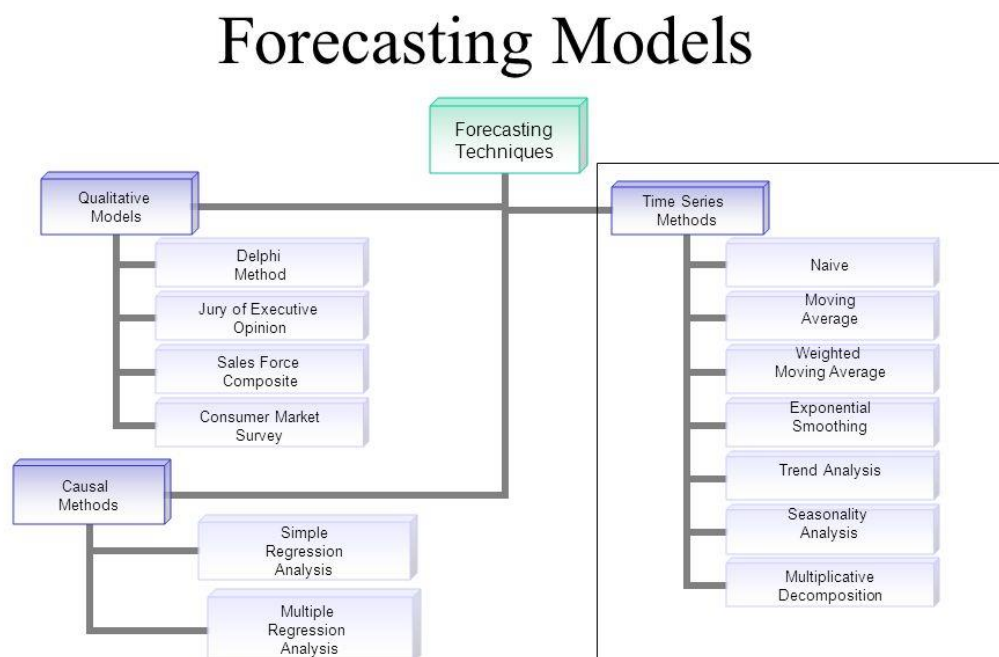 Forecasting Models
Forecasting
Techniques
Qualitative
Models
Delphi
Method
Jury of Executive
Opinion
Sales Force
Composite
Consumer Market
Survey
Causal
Methods
Simple
Regression
Analysis
Multiple
Regression
Analysis
Time Series
Methods
Naive
Moving
Average
Weighted
Moving Average
Exponential
Smoothing
Trend Analysis
Seasonality
Analysis
Multiplicative
Decomposition